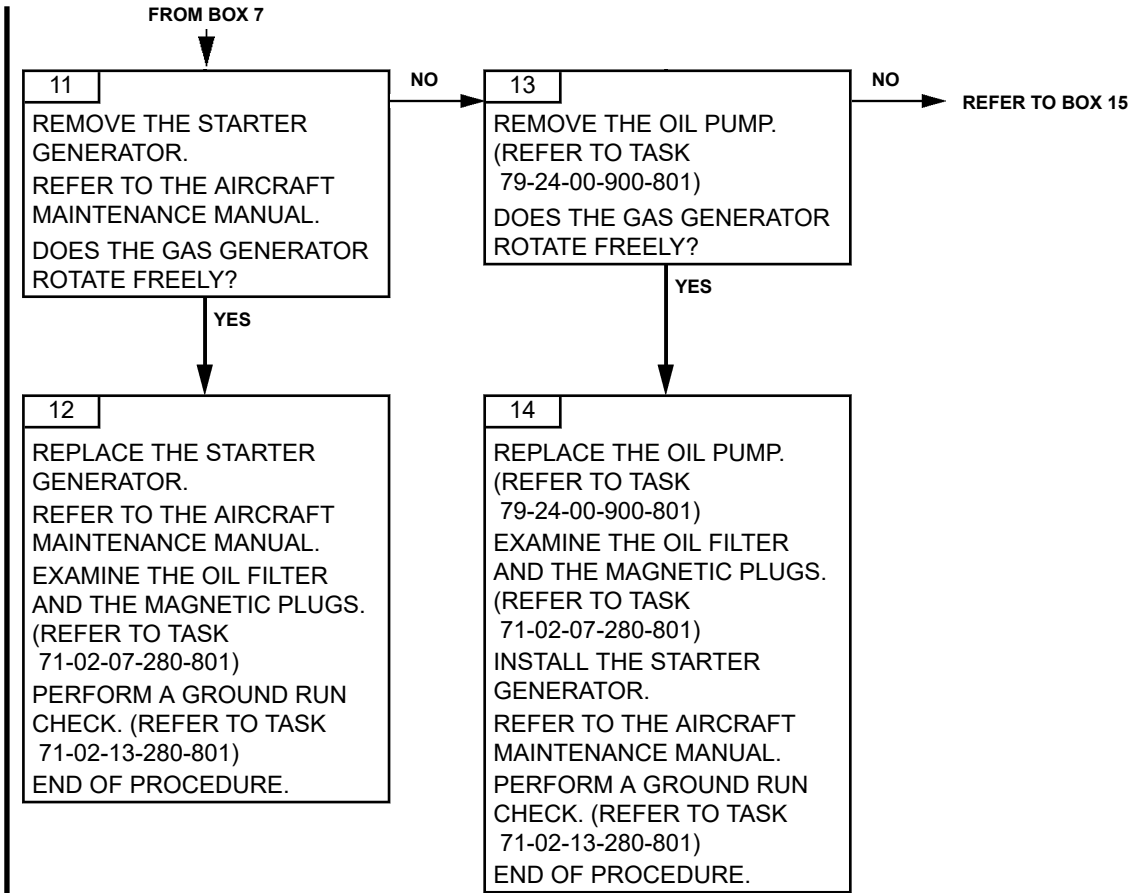 FROM BOX 7
11
REMOVE THE STARTER
GENERATOR.
REFER TO THE AIRCRAFT
MAINTENANCE MANUAL.
DOES THE GAS GENERATOR
ROTATE FREELY?
NO
13
REMOVE THE OIL PUMP.
(REFER TO TASK
79-24-00-900-801)
DOES THE GAS GENERATOR
ROTATE FREELY?
NO
REFER TO BOX 15
YES
YES
12
REPLACE THE STARTER
GENERATOR.
REFER TO THE AIRCRAFT
MAINTENANCE MANUAL.
EXAMINE THE OIL FILTER
AND THE MAGNETIC PLUGS.
(REFER TO TASK
71-02-07-280-801)
PERFORM A GROUND RUN
CHECK. (REFER TO TASK
71-02-13-280-801)
END OF PROCEDURE.
14
REPLACE THE OIL PUMP.
(REFER TO TASK
79-24-00-900-801)
EXAMINE THE OIL FILTER
AND THE MAGNETIC PLUGS.
(REFER TO TASK
71-02-07-280-801)
INSTALL THE STARTER
GENERATOR.
REFER TO THE AIRCRAFT
MAINTENANCE MANUAL.
PERFORM A GROUND RUN
CHECK. (REFER TO TASK
71-02-13-280-801)
END OF PROCEDURE.